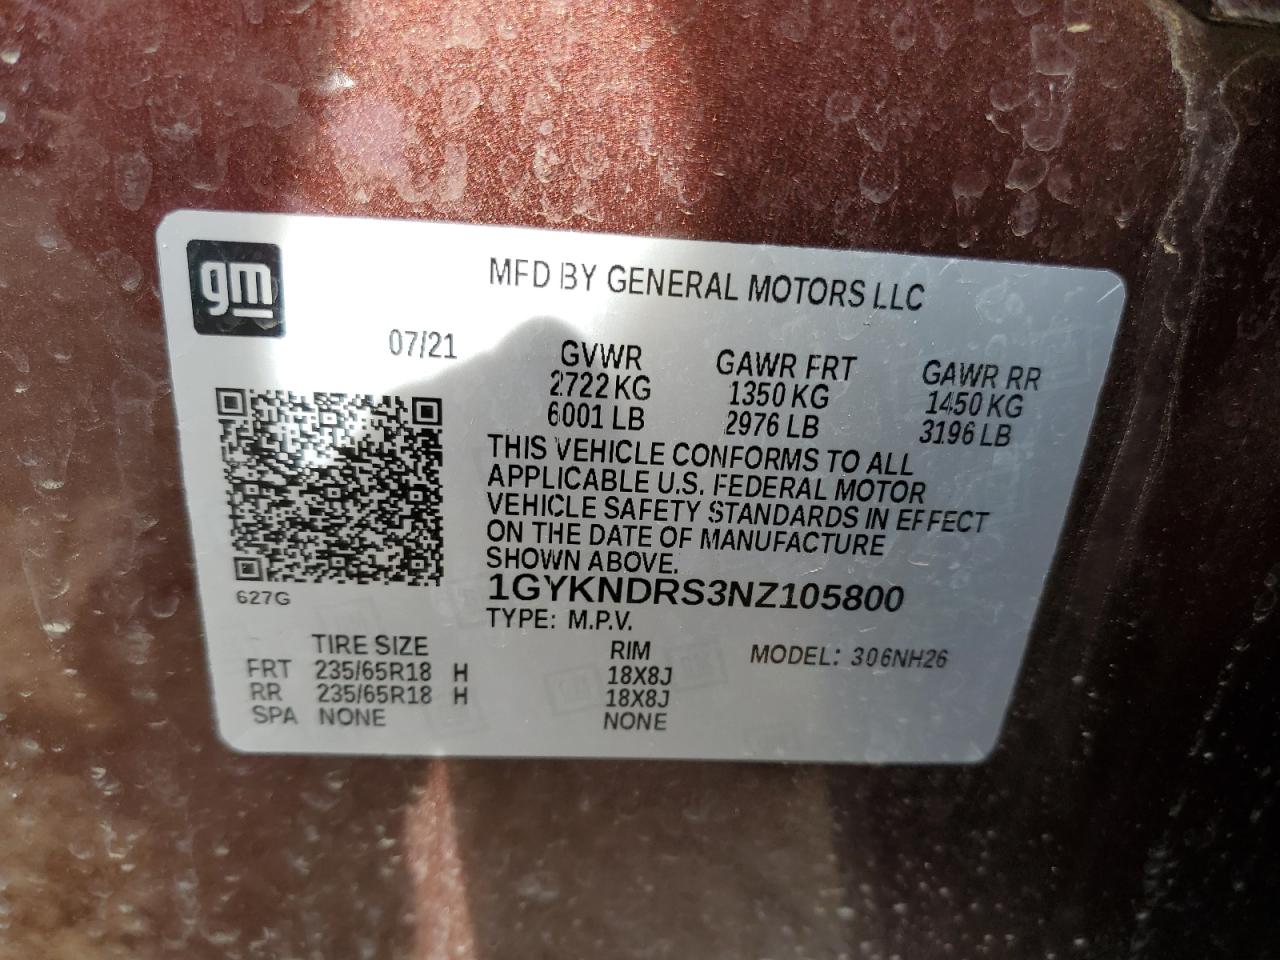 gm
MFD BY GENERAL MOTORS LLC
07/21
GVWR GAWR FRT GAWR RR
2722 KG 1350 KG 1450 KG
6001 LB 2976 LB 3196 LB
THIS VEHICLE CONFORMS TO ALL
APPLICABLE U.S. FEDERAL MOTOR
VEHICLE SAFETY STANDARDS IN EFFECT
ON THE DATE OF MANUFACTURE
SHOWN ABOVE.
1GYKNDRS3NZ105800
627G
TYPE: M.P.V.
TIRE SIZE RIM MODEL: 306NH26
FRT 235/65R18 H 18X8J
RR 235/65R18 H 18X8J
SPA NONE NONE